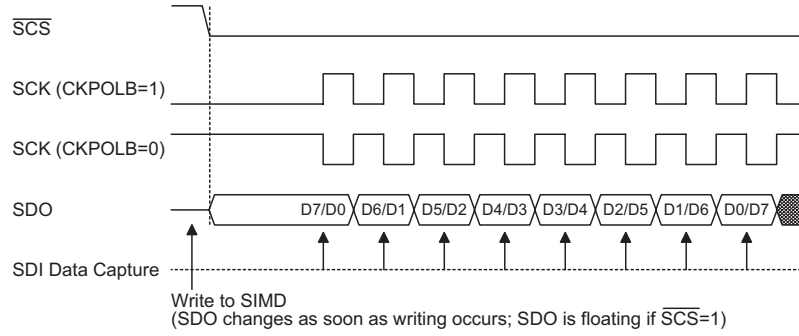 SCS
SCK (CKPOLB=1)
SCK (CKPOLB=0)
SDO D7/D0 D6/D1 D5/D2 D4/D3 D3/D4 D2/D5 D1/D6 D0/D7
SDI Data Capture
Write to SIMD
(SDO changes as soon as writing occurs; SDO is floating if SCS=1)